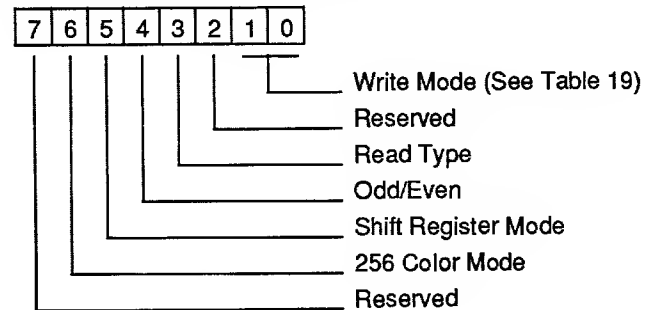 7 6 5 4 3 2 1 0
Write Mode (See Table 19)
Reserved
Read Type
Odd/Even
Shift Register Mode
256 Color Mode
Reserved